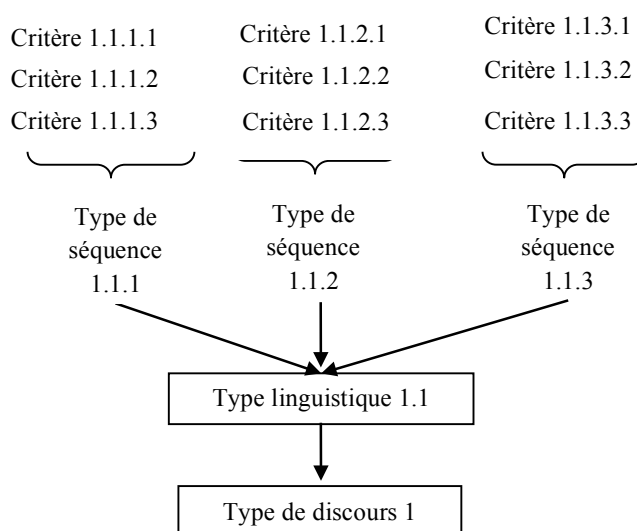 Critère 1.1.1.1
Critère 1.1.1.2
Critère 1.1.1.3
Critère 1.1.2.1
Critère 1.1.2.2
Critère 1.1.2.3
Critère 1.1.3.1
Critère 1.1.3.2
Critère 1.1.3.3
Type de
séquence
1.1.1
Type de
séquence
1.1.2
Type de
séquence
1.1.3
Type linguistique 1.1
Type de discours 1